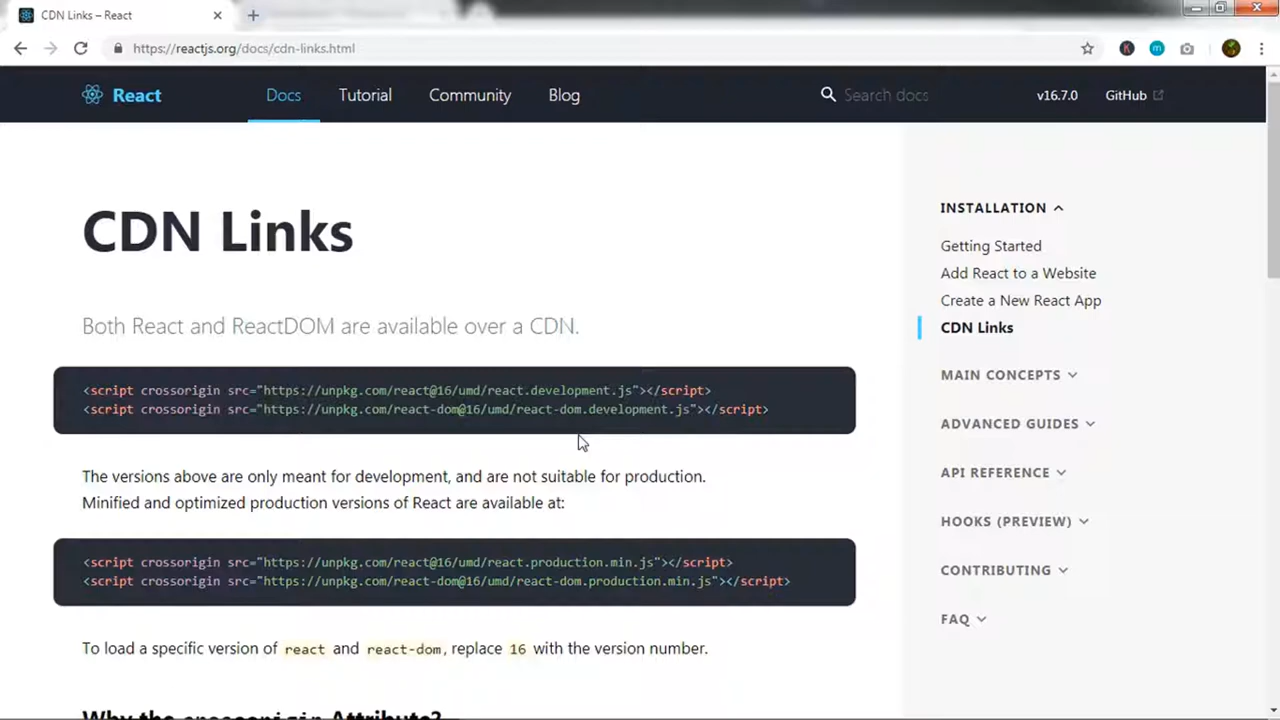 CDN Links – React
https://reactjs.org/docs/cdn-links.html
React
Docs
Tutorial
Community
Blog
Search docs
v16.7.0
GitHub
CDN Links
Both React and ReactDOM are available over a CDN.
<script crossorigin src="https://unpkg.com/react@16/umd/react.development.js"></script>
<script crossorigin src="https://unpkg.com/react-dom@16/umd/react-dom.development.js"></script>
The versions above are only meant for development, and are not suitable for production.
Minified and optimized production versions of React are available at:
<script crossorigin src="https://unpkg.com/react@16/umd/react.production.min.js"></script>
<script crossorigin src="https://unpkg.com/react-dom@16/umd/react-dom.production.min.js"></script>
To load a specific version of react and react-dom, replace 16 with the version number.
Why the crossorigin Attribute?
INSTALLATION
Getting Started
Add React to a Website
Create a New React App
CDN Links
MAIN CONCEPTS
ADVANCED GUIDES
API REFERENCE
HOOKS (PREVIEW)
CONTRIBUTING
FAQ